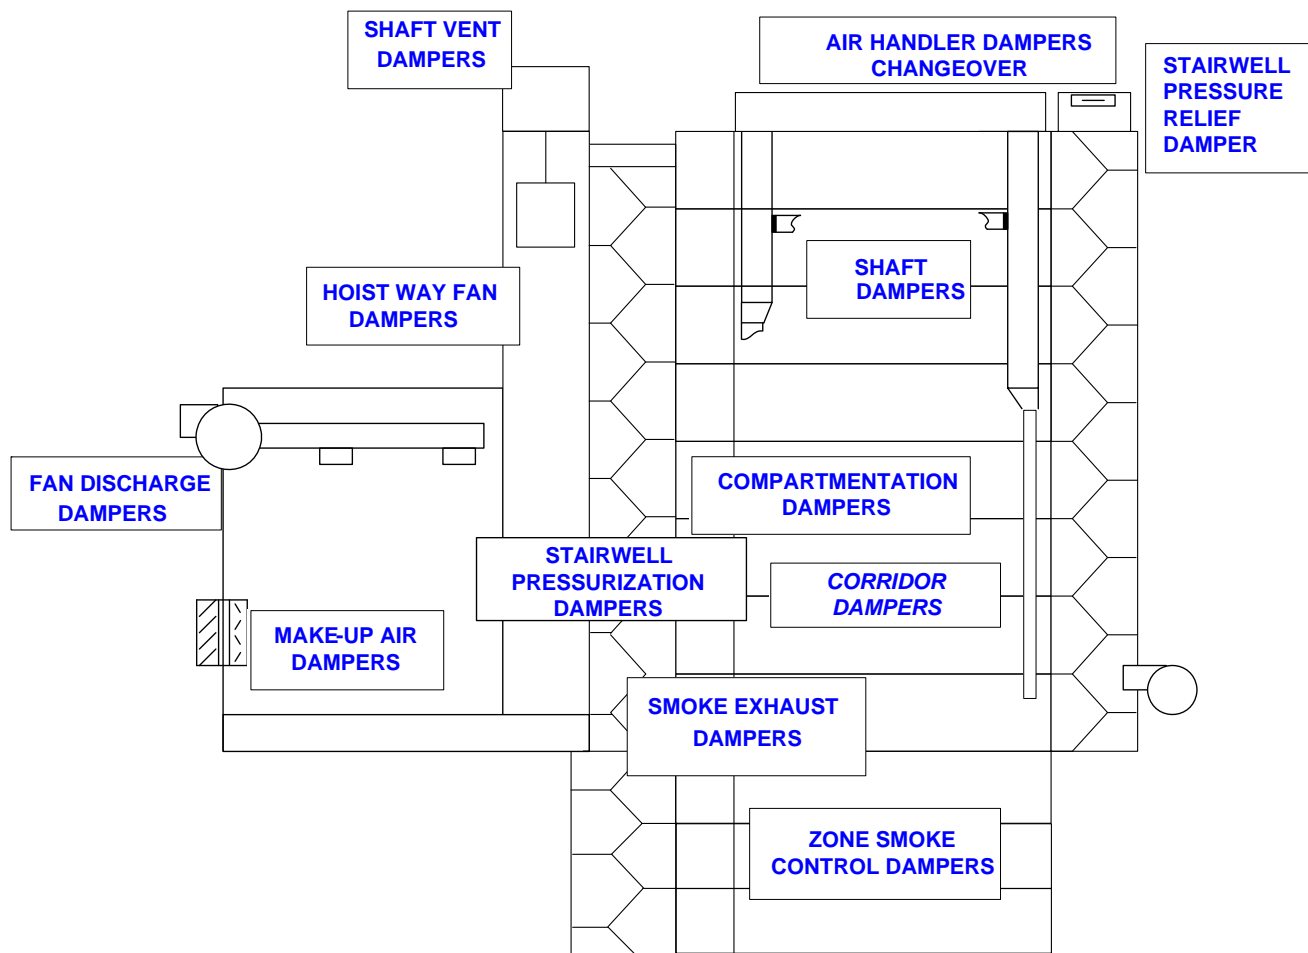 SHAFT VENT
DAMPERS
AIR HANDLER DAMPERS
CHANGEOVER
STAIRWELL
PRESSURE
RELIEF
DAMPER
SHAFT
DAMPERS
HOIST WAY FAN
DAMPERS
FAN DISCHARGE
DAMPERS
COMPARTMENTATION
DAMPERS
STAIRWELL
PRESSURIZATION
DAMPERS
CORRIDOR
DAMPERS
MAKE-UP AIR
DAMPERS
SMOKE EXHAUST
DAMPERS
ZONE SMOKE
CONTROL DAMPERS